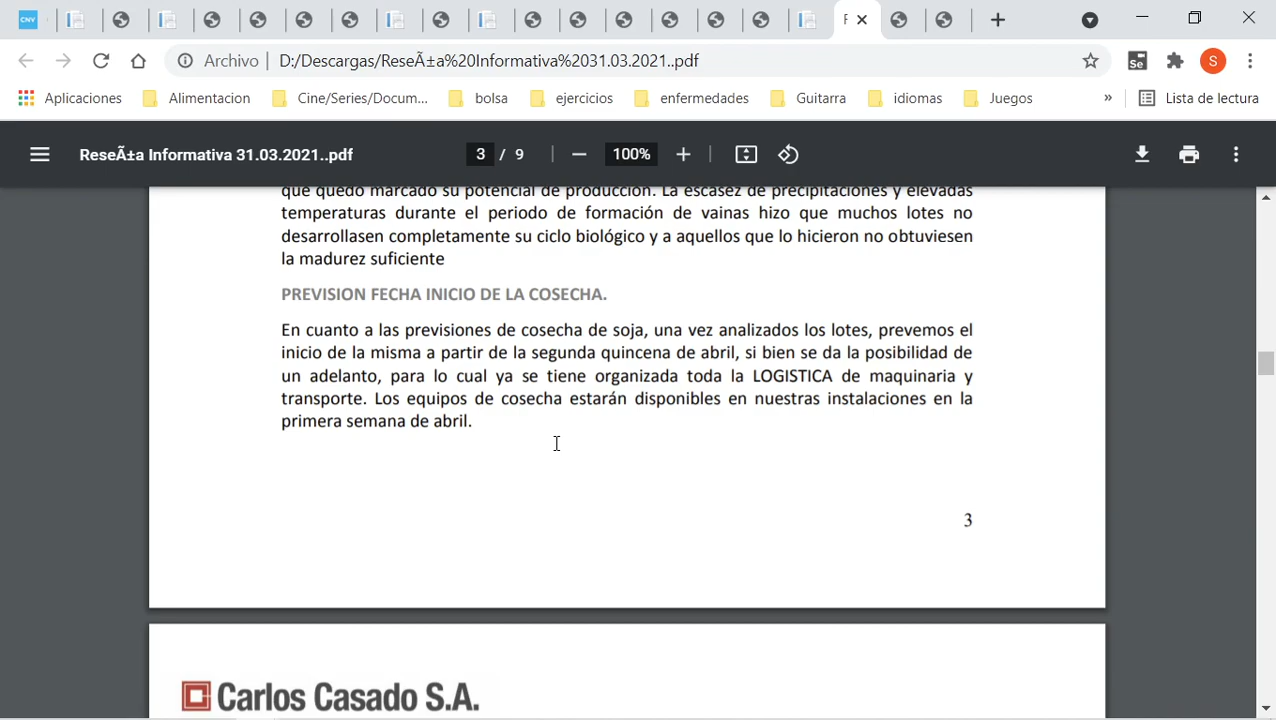 CNV
F
Archivo
D:/Descargas/ReseÃ±a%20Informativa%2031.03.2021..pdf
Se
S
Aplicaciones
Alimentacion
Cine/Series/Docum...
bolsa
ejercicios
enfermedades
Guitarra
idiomas
Juegos
»
Lista de lectura
ReseÃ±a Informativa 31.03.2021..pdf
3 / 9
100%
que quedo marcado su potencial de producción. La escasez de precipitaciones y elevadas
temperaturas durante el periodo de formación de vainas hizo que muchos lotes no
desarrollasen completamente su ciclo biológico y a aquellos que lo hicieron no obtuviesen
la madurez suficiente
PREVISION FECHA INICIO DE LA COSECHA.
En cuanto a las previsiones de cosecha de soja, una vez analizados los lotes, prevemos el
inicio de la misma a partir de la segunda quincena de abril, si bien se da la posibilidad de
un adelanto, para lo cual ya se tiene organizada toda la LOGISTICA de maquinaria y
transporte. Los equipos de cosecha estarán disponibles en nuestras instalaciones en la
primera semana de abril.
3
Carlos Casado S.A.